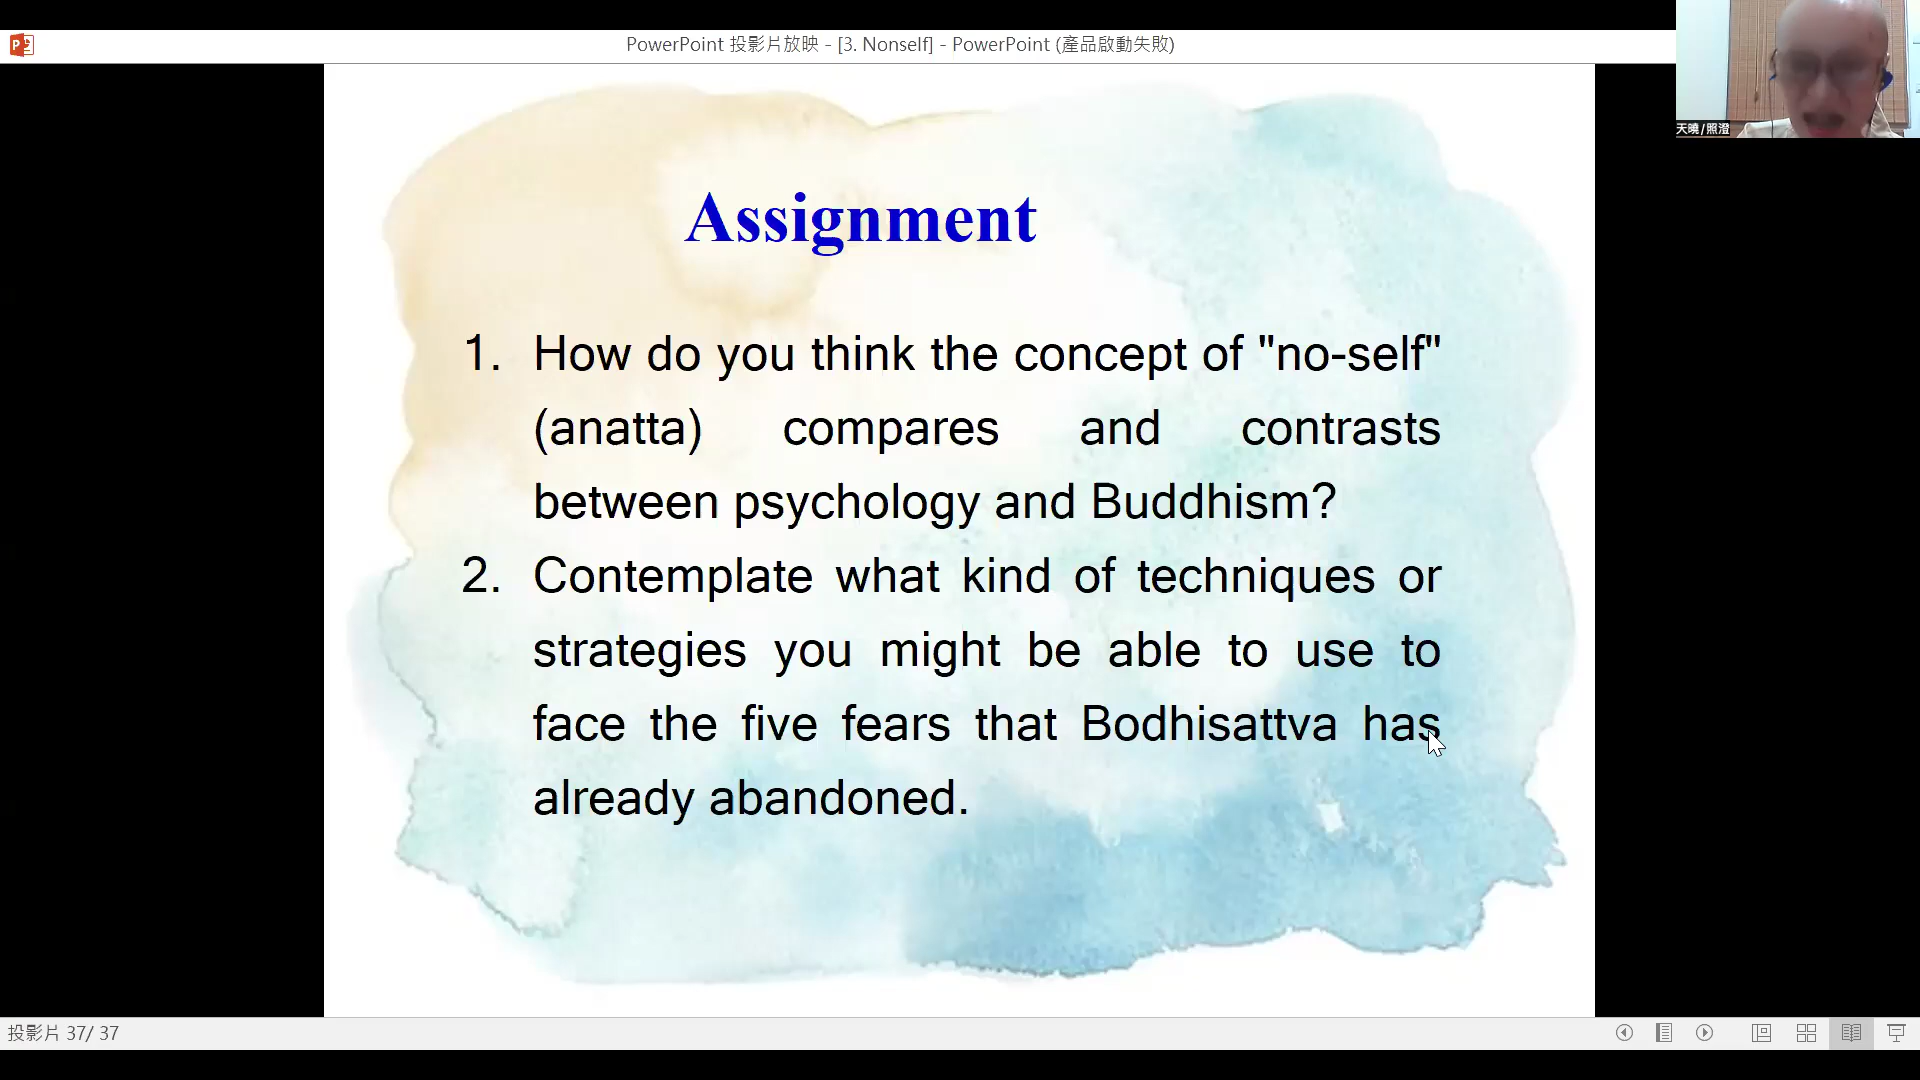 PowerPoint 投影片放映 - [3. Nonself] - PowerPoint (產品啟動失敗)
天曉/照澄
Assignment
1. How do you think the concept of "no-self"
(anatta) compares and contrasts
between psychology and Buddhism?
2. Contemplate what kind of techniques or
strategies you might be able to use to
face the five fears that Bodhisattva has
already abandoned.
投影片 37/ 37